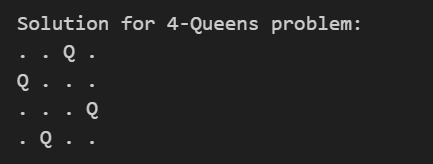 Solution for 4-Queens problem:
. . Q .
Q . . .
. . . Q
. Q . .